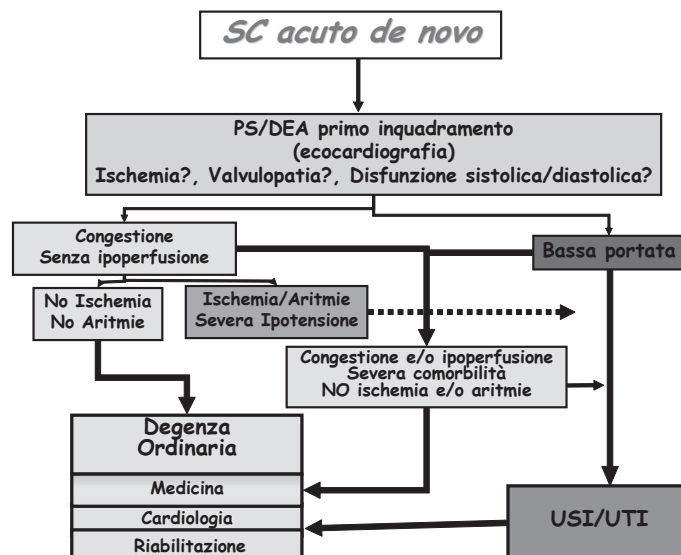 SC acuto de novo
PS/DEA primo inquadramento
(ecocardiografia)
Ischemia?, Valvulopatia?, Disfunzione sistolica/diastolica?
Congestione
Senza ipoperfusione
Bassa portata
No Ischemia
No Aritmie
Ischemia/Aritmie
Severa Ipotensione
Congestione e/o ipoperfusione
Severa comorbilità
NO ischemia e/o aritmie
Degenza
Ordinaria
Medicina
Cardiologia
Riabilitazione
USI/UTI